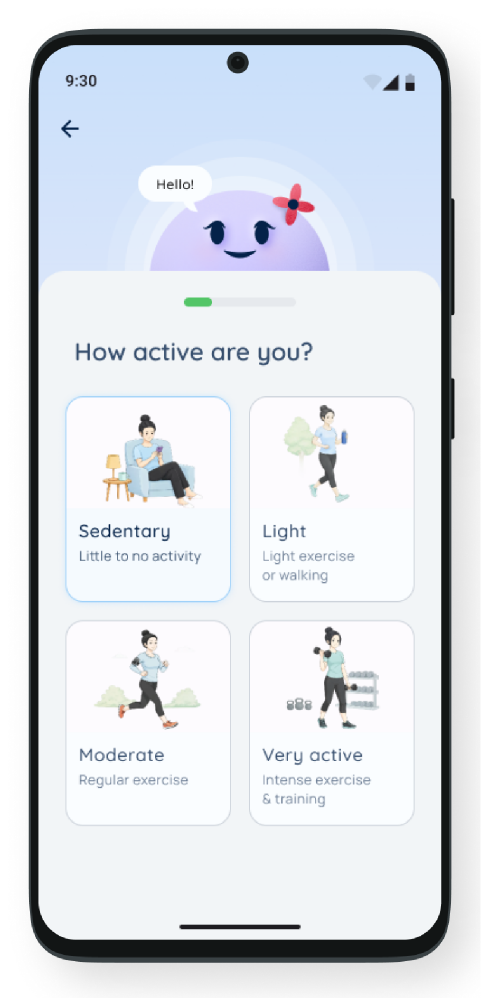 9:30
Hello!
How active are you?
Sedentary
Little to no activity
Light
Light exercise
or walking
Moderate
Regular exercise
Very active
Intense exercise
& training